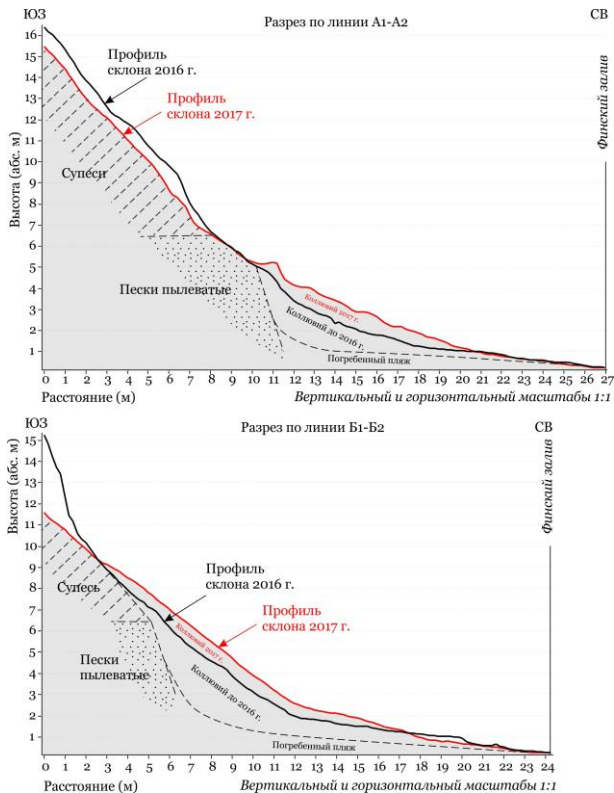 ЮЗ
Разрез по линии А1-А2
СВ
Высота (абс. м)
16
15
14
13
12
11
10
9
8
7
6
5
4
3
2
1
Профиль
склона 2016 г.
Профиль
склона 2017 г.
Финский залив
Супеси
Пески пылеватые
Коллювий 2017 г.
Коллювий до 2016 г.
Погребенный пляж
0 1 2 3 4 5 6 7 8 9 10 11 12 13 14 15 16 17 18 19 20 21 22 23 24 25 26 27
Расстояние (м)
Вертикальный и горизонтальный масштабы 1:1
ЮЗ
Разрез по линии Б1-Б2
СВ
Высота (абс. м)
15
14
13
12
11
10
9
8
7
6
5
4
3
2
1
Финский залив
Профиль
склона 2016 г.
Профиль
склона 2017 г.
Супесь
Пески
пылеватые
Коллювий 2017 г.
Коллювий до 2016 г.
Погребенный пляж
0 1 2 3 4 5 6 7 8 9 10 11 12 13 14 15 16 17 18 19 20 21 22 23 24
Расстояние (м)
Вертикальный и горизонтальный масштабы 1:1